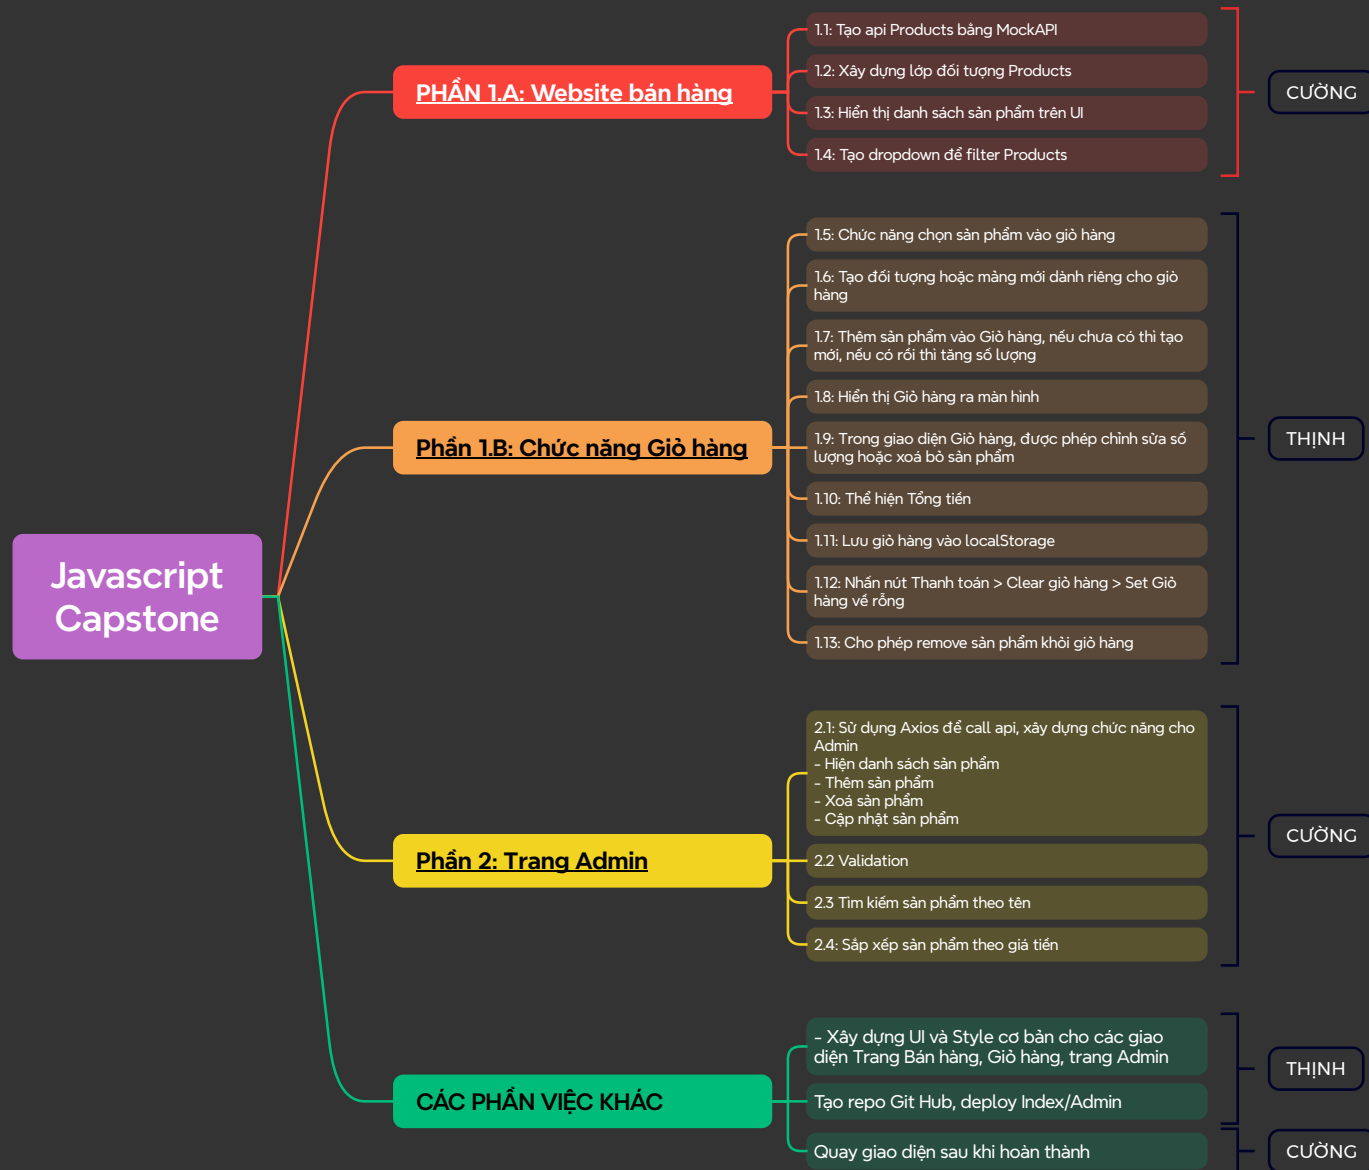 Javascript
Capstone
PHẦN 1.A: Website bán hàng
1.1: Tạo api Products bằng MockAPI
1.2: Xây dựng lớp đối tượng Products
1.3: Hiển thị danh sách sản phẩm trên UI
1.4: Tạo dropdown để filter Products
CƯỜNG
Phần 1.B: Chức năng Giỏ hàng
1.5: Chức năng chọn sản phẩm vào giỏ hàng
1.6: Tạo đối tượng hoặc mảng mới dành riêng cho giỏ
hàng
1.7: Thêm sản phẩm vào Giỏ hàng, nếu chưa có thì tạo
mới, nếu có rồi thì tăng số lượng
1.8: Hiển thị Giỏ hàng ra màn hình
1.9: Trong giao diện Giỏ hàng, được phép chỉnh sửa số
lượng hoặc xoá bỏ sản phẩm
1.10: Thể hiện Tổng tiền
1.11: Lưu giỏ hàng vào localStorage
1.12: Nhấn nút Thanh toán > Clear giỏ hàng > Set Giỏ
hàng về rỗng
1.13: Cho phép remove sản phẩm khỏi giỏ hàng
THỊNH
Phần 2: Trang Admin
2.1: Sử dụng Axios để call api, xây dựng chức năng cho
Admin
- Hiện danh sách sản phẩm
- Thêm sản phẩm
- Xoá sản phẩm
- Cập nhật sản phẩm
2.2 Validation
2.3 Tìm kiếm sản phẩm theo tên
2.4: Sắp xếp sản phẩm theo giá tiền
CƯỜNG
CÁC PHẦN VIỆC KHÁC
- Xây dựng UI và Style cơ bản cho các giao
diện Trang Bán hàng, Giỏ hàng, trang Admin
Tạo repo Git Hub, deploy Index/Admin
THỊNH
Quay giao diện sau khi hoàn thành
CƯỜNG